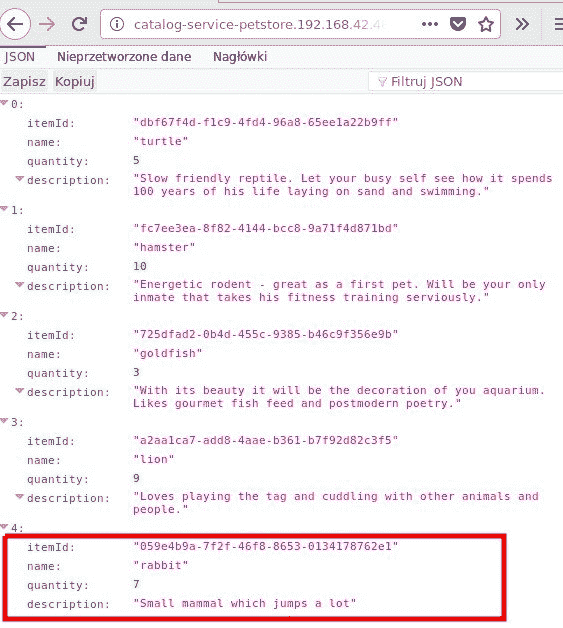 catalog-service-petstore.192.168.42.4
JSON Nieprzetworzone dane Nagłówki
Zapisz Kopiuj Filtruj JSON
0:
itemId: "dbf67f4d-f1c9-4fd4-96a8-65ee1a22b9ff"
name: "turtle"
quantity: 5
description: "Slow friendly reptile. Let your busy self see how it spends
100 years of his life laying on sand and swimming."
1:
itemId: "fc7ee3ea-8f82-4144-bcc8-9a71f4d871bd"
name: "hamster"
quantity: 10
description: "Energetic rodent - great as a first pet. Will be your only
inmate that takes his fitness training serviously."
2:
itemId: "725dfad2-0b4d-455c-9385-b46c9f356e9b"
name: "goldfish"
quantity: 3
description: "With its beauty it will be the decoration of you aquarium.
Likes gourmet fish feed and postmodern poetry."
3:
itemId: "a2aa1ca7-add8-4aae-b361-b7f92d82c3f5"
name: "lion"
quantity: 9
description: "Loves playing the tag and cuddling with other animals and
people."
4:
itemId: "059e4b9a-7f2f-46f8-8653-0134178762e1"
name: "rabbit"
quantity: 7
description: "Small mammal which jumps a lot"